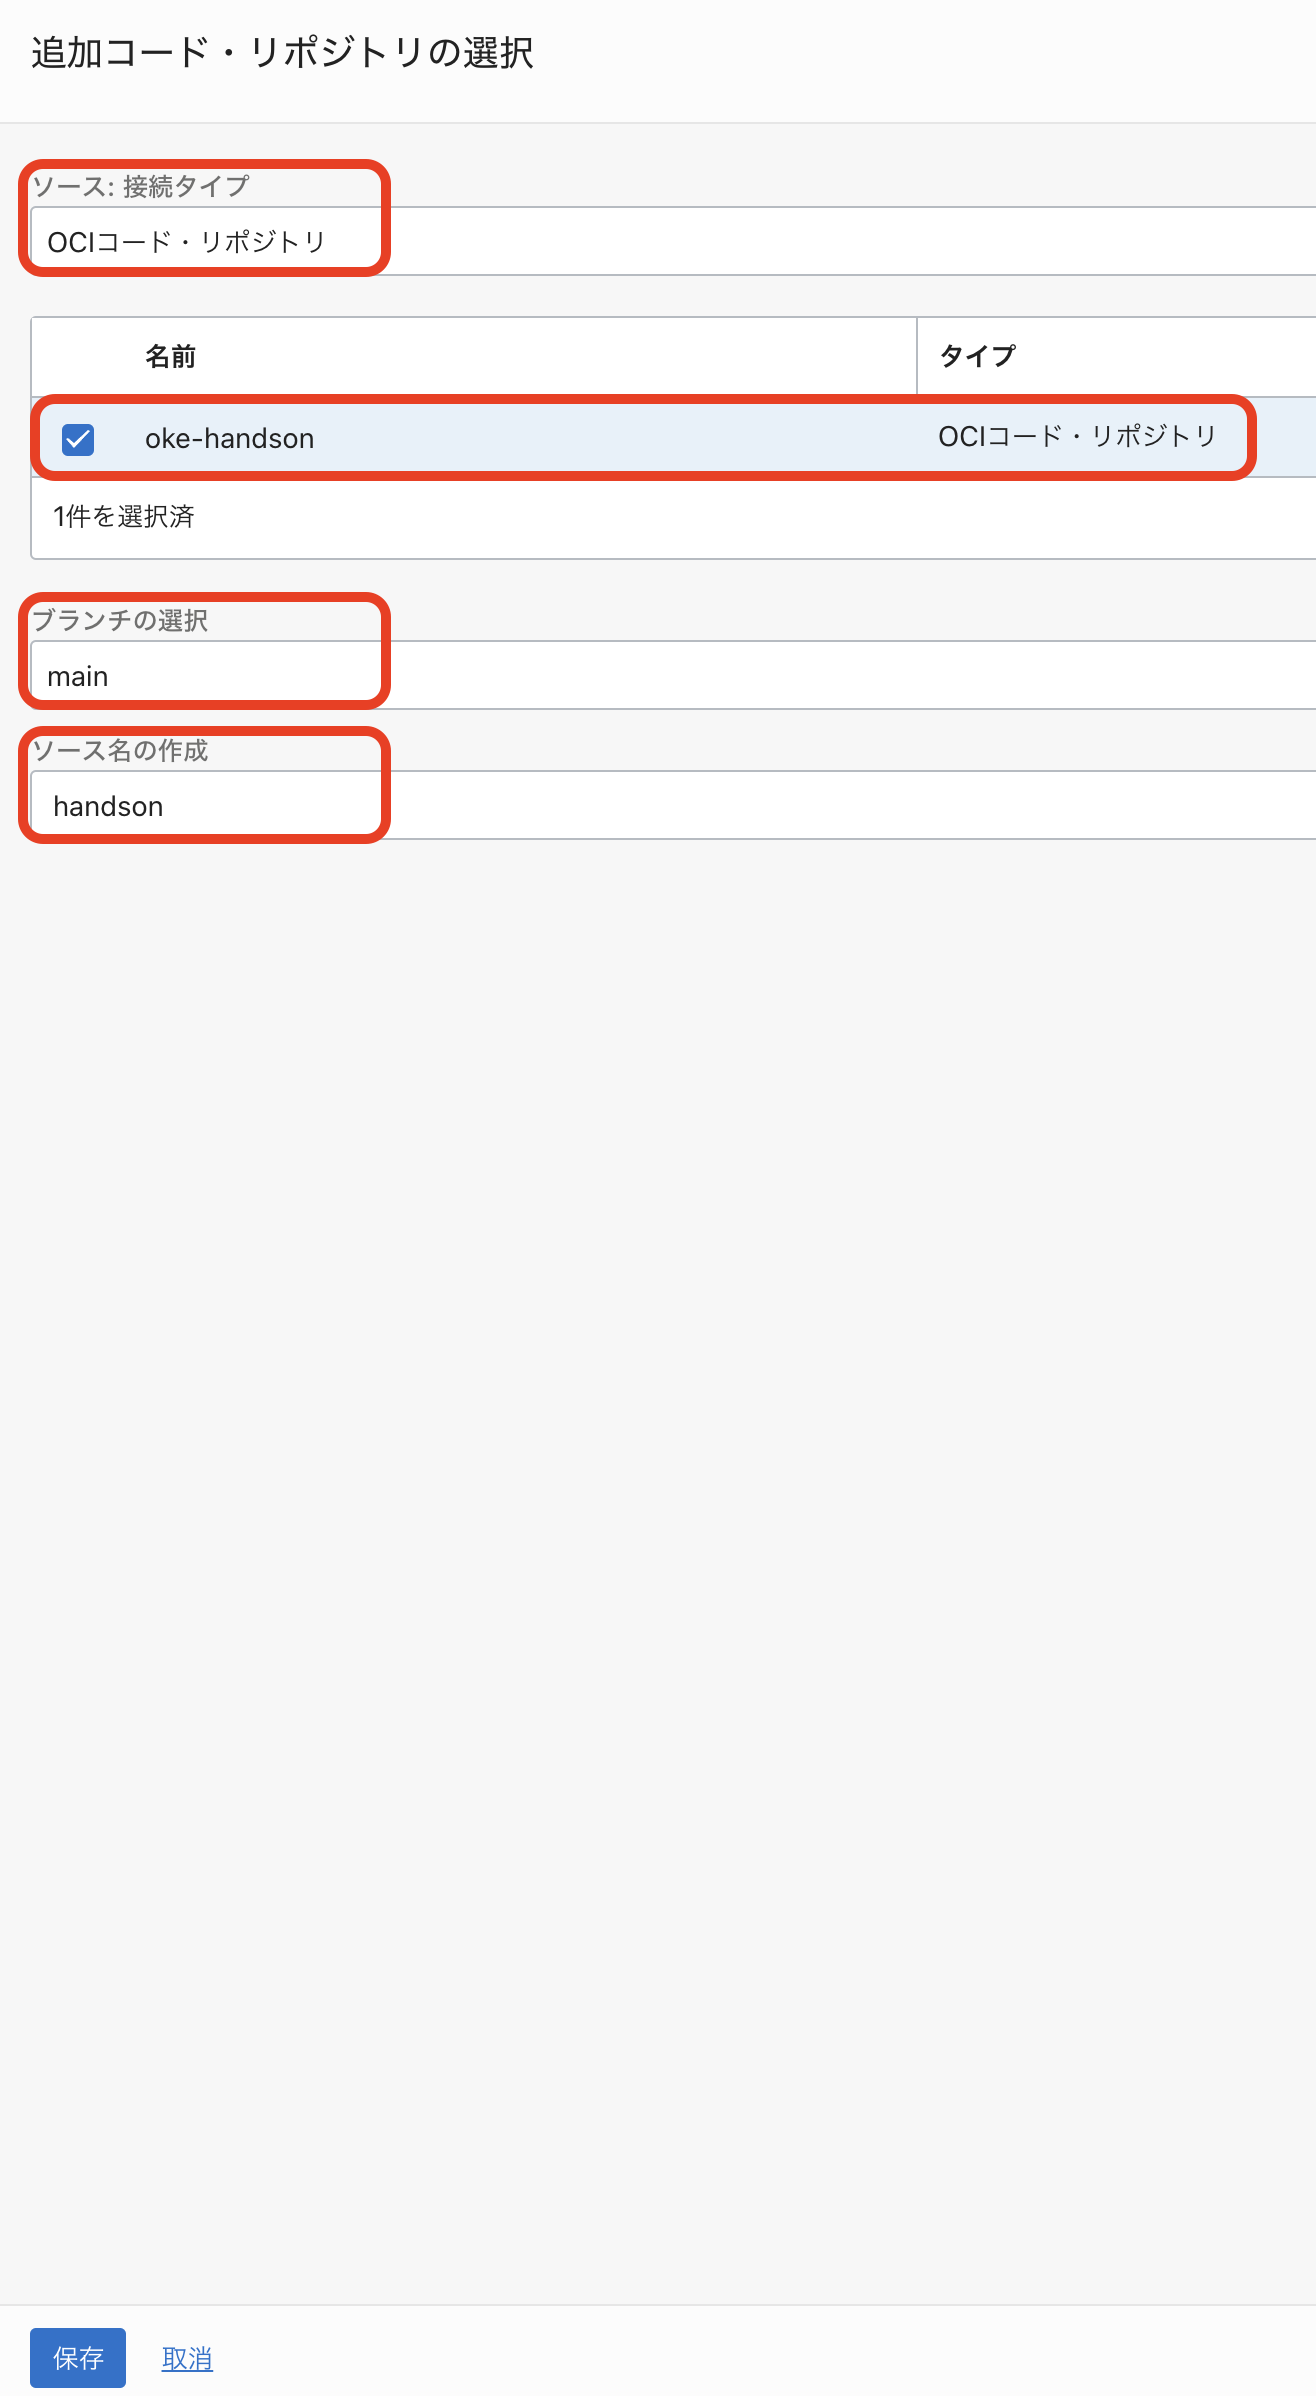 追加コード・リポジトリの選択
ソース: 接続タイプ
OCIコード・リポジトリ
名前 タイプ
oke-handson OCIコード・リポジトリ
1件を選択済
ブランチの選択
main
ソース名の作成
handson
保存 取消